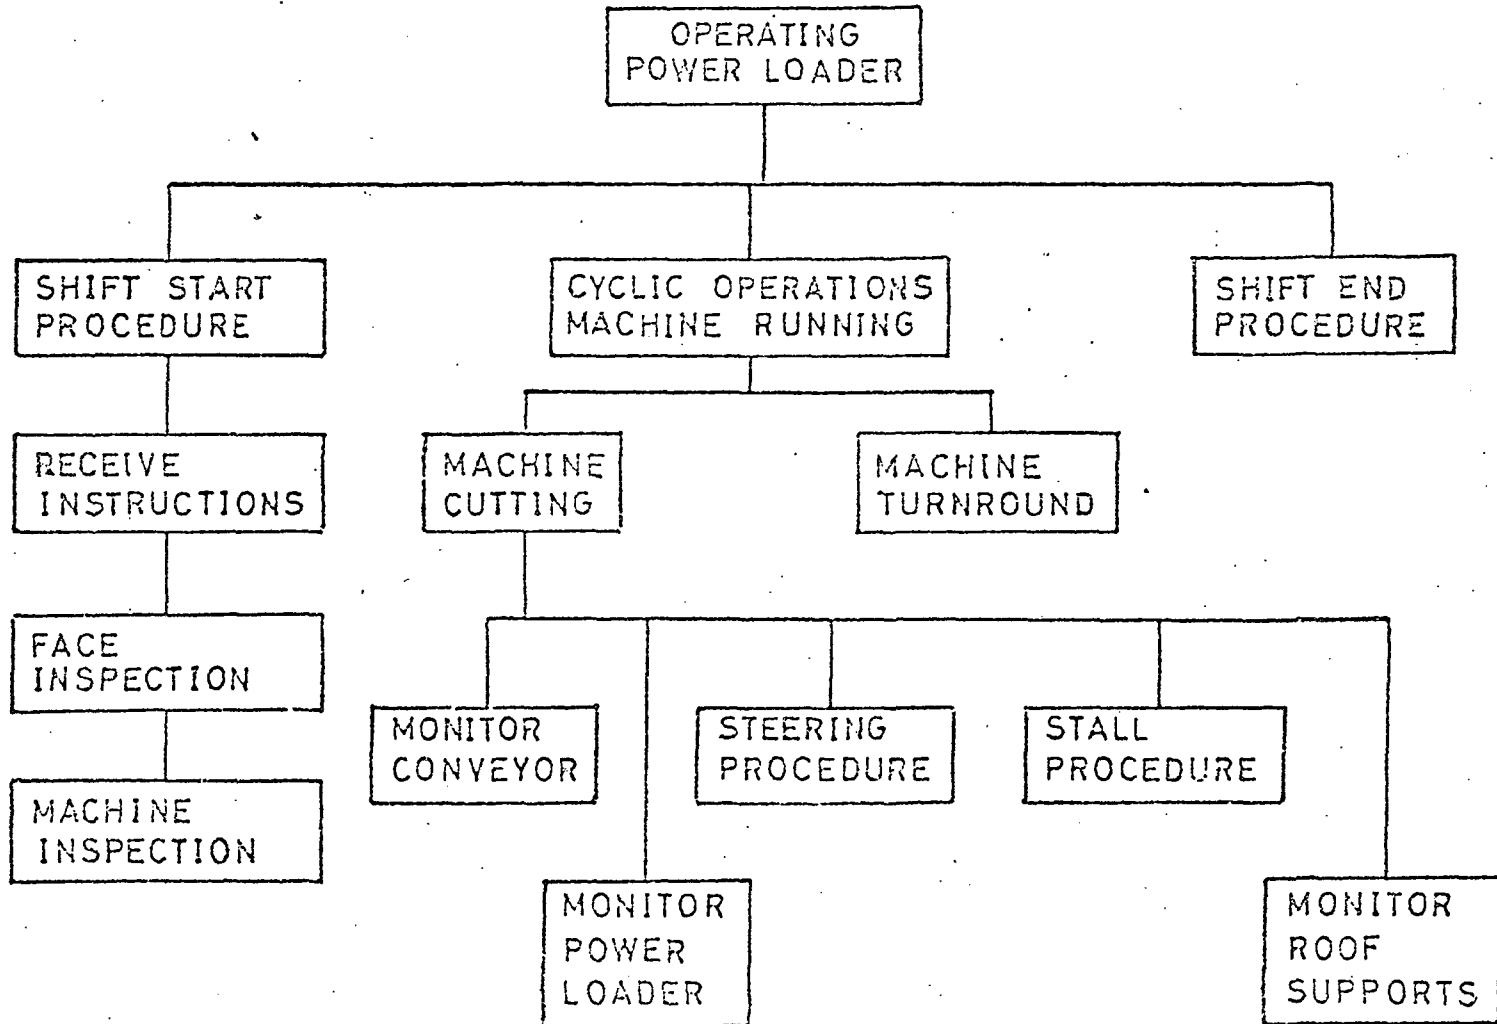 OPERATING
POWER LOADER
SHIFT START
PROCEDURE
CYCLIC OPERATIONS
MACHINE RUNNING
SHIFT END
PROCEDURE
RECEIVE
INSTRUCTIONS
MACHINE
CUTTING
MACHINE
TURNROUND
FACE
INSPECTION
MONITOR
CONVEYOR
STEERING
PROCEDURE
STALL
PROCEDURE
MACHINE
INSPECTION
MONITOR
POWER
LOADER
MONITOR
ROOF
SUPPORTS